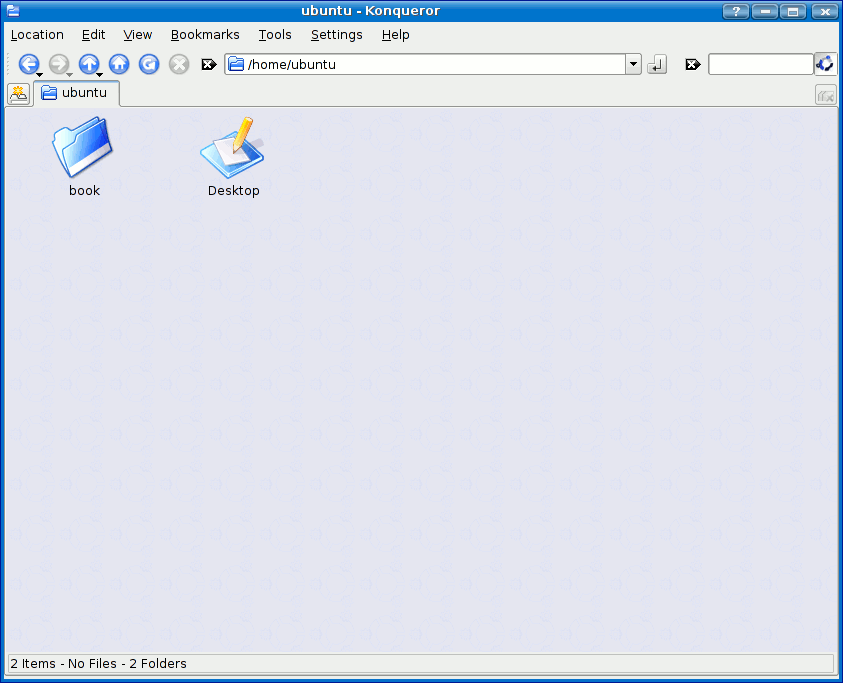 ubuntu - Konqueror
Location Edit View Bookmarks Tools Settings Help
/home/ubuntu
ubuntu
book Desktop
2 Items - No Files - 2 Folders